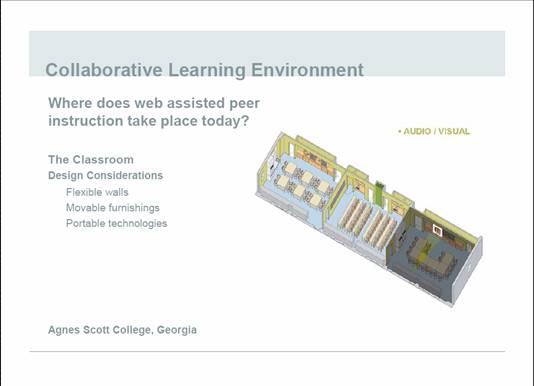 Collaborative Learning Environment
Where does web assisted peer
instruction take place today?
• AUDIO / VISUAL
The Classroom
Design Considerations
Flexible walls
Movable furnishings
Portable technologies
Agnes Scott College, Georgia